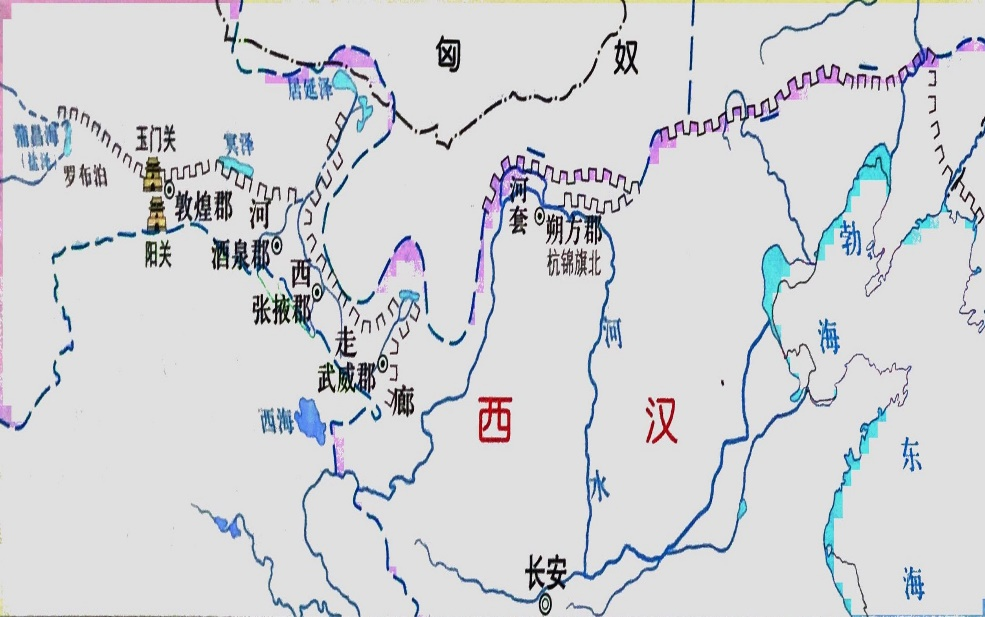 匈 奴
居延泽
玉门关
冥泽
蒲昌海
（盐泽）
罗布泊
敦煌郡
河
西
走
廊
阳关
酒泉郡
张掖郡
武威郡
西海
河套
朔方郡
杭锦旗北
河
水
西 汉
勃
海
东
海
长安